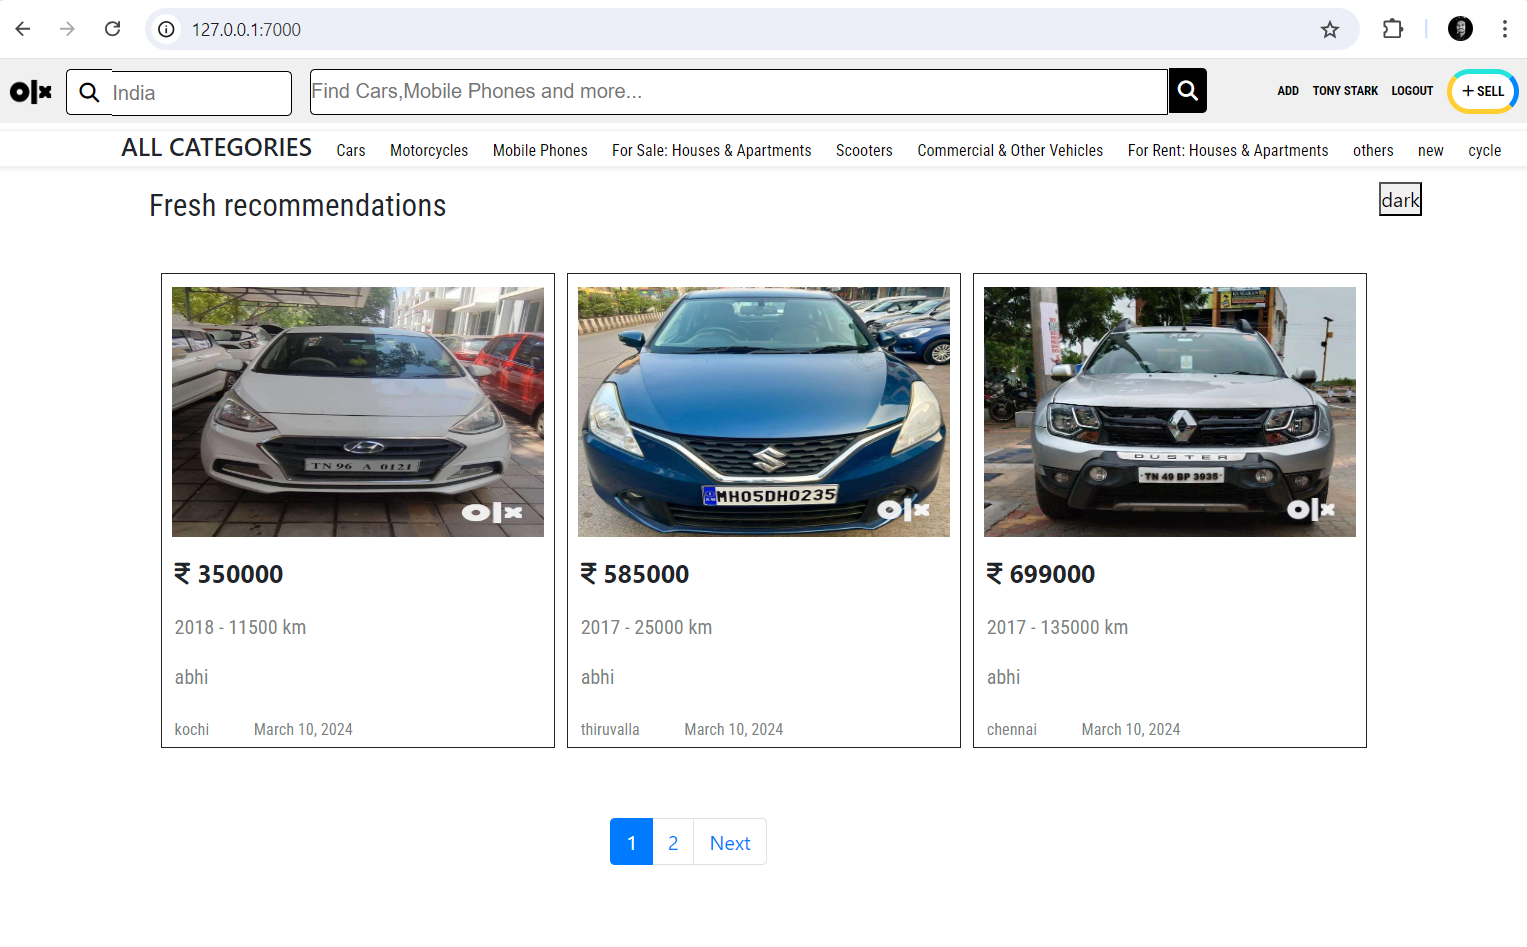 127.0.0.1:7000
olx India Find Cars,Mobile Phones and more... ADD TONY STARK LOGOUT +SELL
ALL CATEGORIES Cars Motorcycles Mobile Phones For Sale: Houses & Apartments Scooters Commercial & Other Vehicles For Rent: Houses & Apartments others new cycle
Fresh recommendations dark
TN 96 A 0121
olx
MH05DH0235
olx
DUSTER
TN 49 BP 3935
olx
₹ 350000 ₹ 585000 ₹ 699000
2018 - 11500 km 2017 - 25000 km 2017 - 135000 km
abhi abhi abhi
kochi March 10, 2024 thiruvalla March 10, 2024 chennai March 10, 2024
1 2 Next